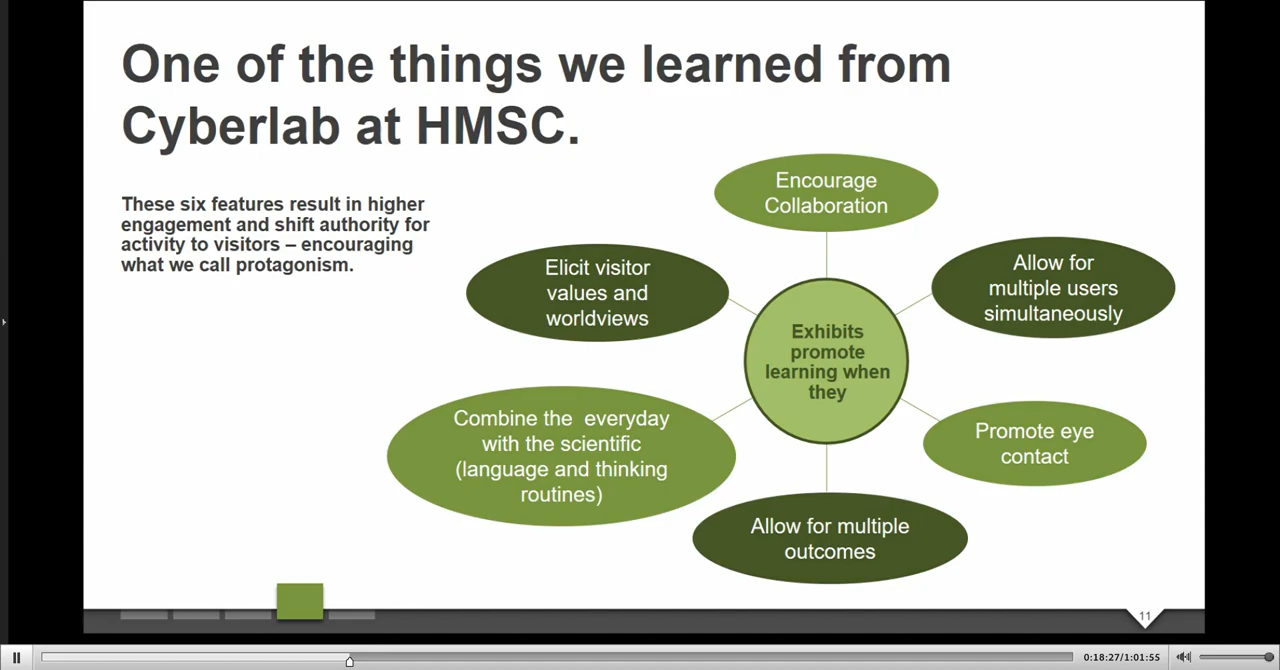 One of the things we learned from
Cyberlab at HMSC.
These six features result in higher
engagement and shift authority for
activity to visitors – encouraging
what we call protagonism.
Encourage
Collaboration
Elicit visitor
values and
worldviews
Allow for
multiple users
simultaneously
Exhibits
promote
learning when
they
Combine the  everyday
with the scientific
(language and thinking
routines)
Promote eye
contact
Allow for multiple
outcomes
11
0:18:27/1:01:55